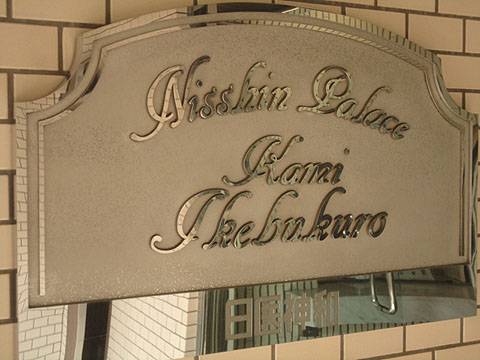 Nisshin Palace
Kami
Ikebukuro